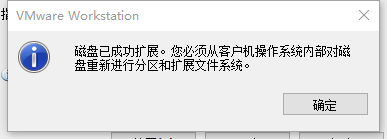 VMware Workstation
磁盘已成功扩展。您必须从客户机操作系统内部对磁
盘重新进行分区和扩展文件系统。
确定